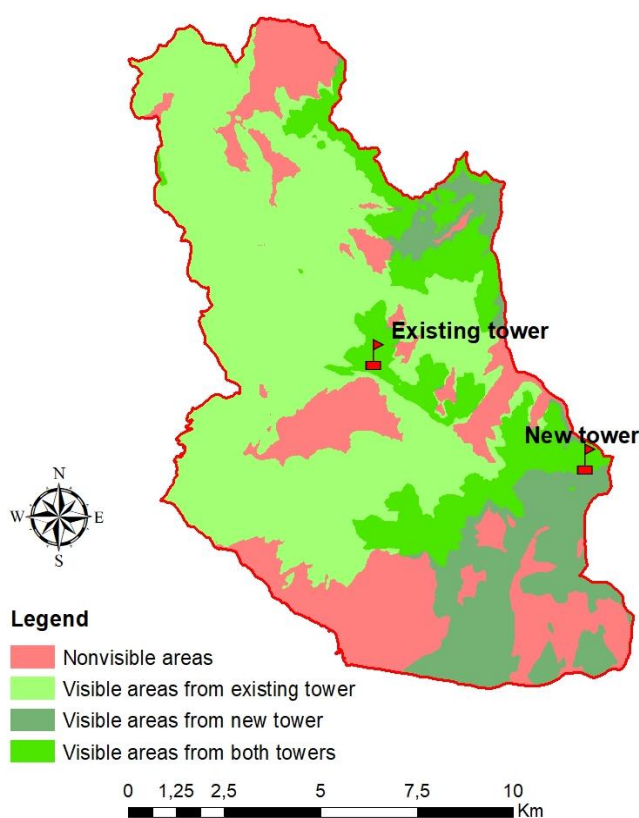 Existing tower
New tower
N
W E
S
Legend
Nonvisible areas
Visible areas from existing tower
Visible areas from new tower
Visible areas from both towers
0 1,25 2,5 5 7,5 10
Km